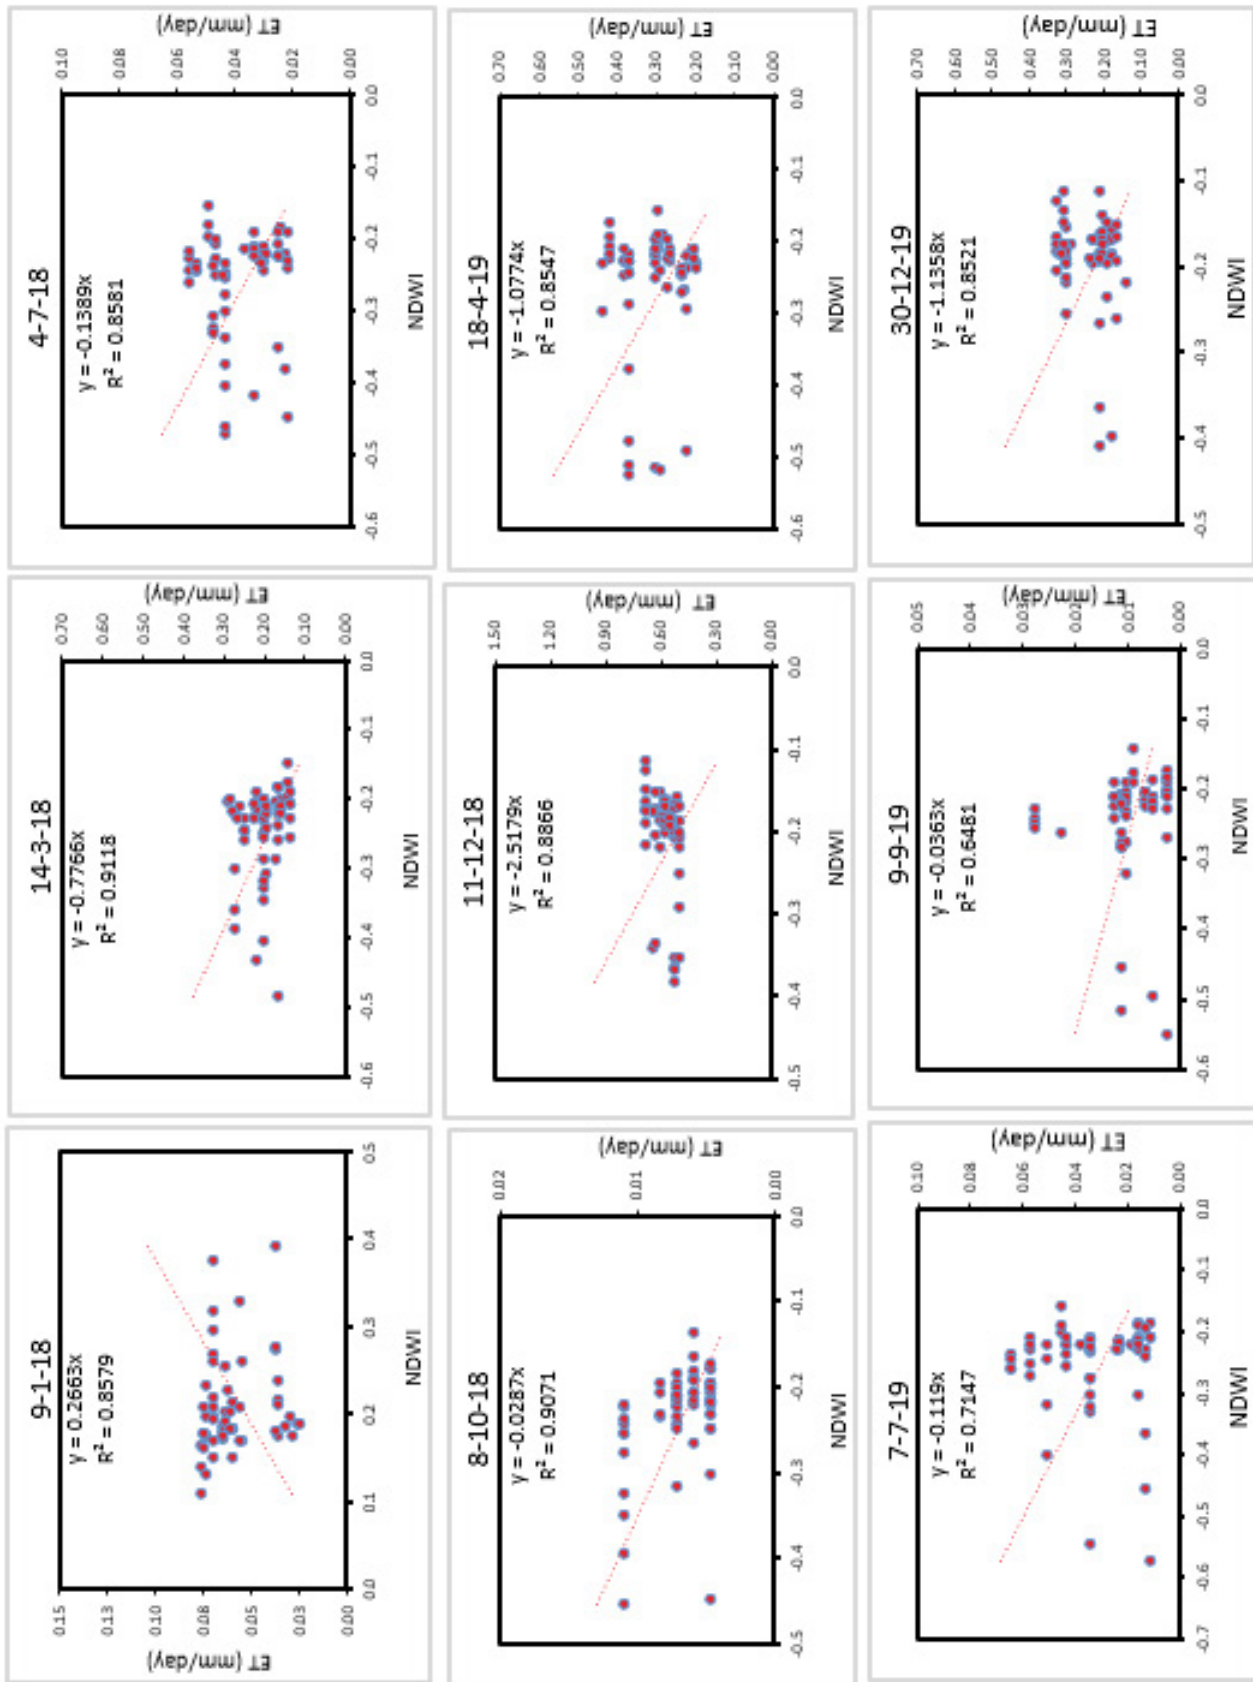 9-1-18
y = 0.2663x
R² = 0.8579
ET (mm/day)
0.15
0.13
0.10
0.08
0.05
0.03
0.00
0.0 0.1 0.2 0.3 0.4 0.5
NDWI
14-3-18
y = -0.7766x
R² = 0.9118
0.70
0.60
0.50
0.40
0.30
0.20
0.10
0.00
ET (mm/day)
-0.6 -0.5 -0.4 -0.3 -0.2 -0.1 0.0
NDWI
4-7-18
y = -0.1389x
R² = 0.8581
0.10
0.08
0.06
0.04
0.02
0.00
ET (mm/day)
-0.6 -0.5 -0.4 -0.3 -0.2 -0.1 0.0
NDWI
8-10-18
y = -0.0287x
R² = 0.9071
0.02
0.01
0.00
ET (mm/day)
-0.5 -0.4 -0.3 -0.2 -0.1 0.0
NDWI
11-12-18
y = -2.5179x
R² = 0.8866
1.50
1.20
0.90
0.60
0.30
0.00
ET (mm/day)
-0.5 -0.4 -0.3 -0.2 -0.1 0.0
NDWI
18-4-19
y = -1.0774x
R² = 0.8547
0.70
0.60
0.50
0.40
0.30
0.20
0.10
0.00
ET (mm/day)
-0.6 -0.5 -0.4 -0.3 -0.2 -0.1 0.0
NDWI
7-7-19
y = -0.119x
R² = 0.7147
0.10
0.08
0.06
0.04
0.02
0.00
ET (mm/day)
-0.7 -0.6 -0.5 -0.4 -0.3 -0.2 -0.1 0.0
NDWI
9-9-19
y = -0.0363x
R² = 0.6481
0.05
0.04
0.03
0.02
0.01
0.00
ET (mm/day)
-0.6 -0.5 -0.4 -0.3 -0.2 -0.1 0.0
NDWI
30-12-19
y = -1.1358x
R² = 0.8521
0.70
0.60
0.50
0.40
0.30
0.20
0.10
0.00
ET (mm/day)
-0.5 -0.4 -0.3 -0.2 -0.1 0.0
NDWI